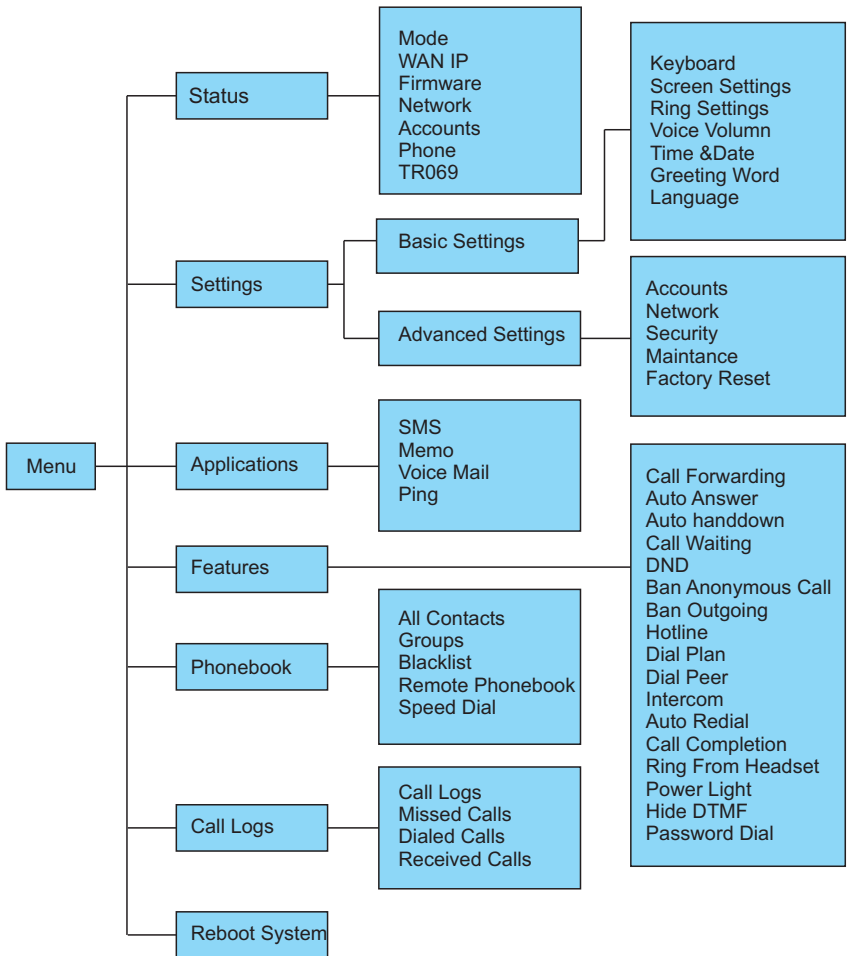 Menu
Status
Mode
WAN IP
Firmware
Network
Accounts
Phone
TR069
Settings
Basic Settings
Keyboard
Screen Settings
Ring Settings
Voice Volumn
Time &Date
Greeting Word
Language
Advanced Settings
Accounts
Network
Security
Maintance
Factory Reset
Applications
SMS
Memo
Voice Mail
Ping
Features
Call Forwarding
Auto Answer
Auto handdown
Call Waiting
DND
Ban Anonymous Call
Ban Outgoing
Hotline
Dial Plan
Dial Peer
Intercom
Auto Redial
Call Completion
Ring From Headset
Power Light
Hide DTMF
Password Dial
Phonebook
All Contacts
Groups
Blacklist
Remote Phonebook
Speed Dial
Call Logs
Call Logs
Missed Calls
Dialed Calls
Received Calls
Reboot System